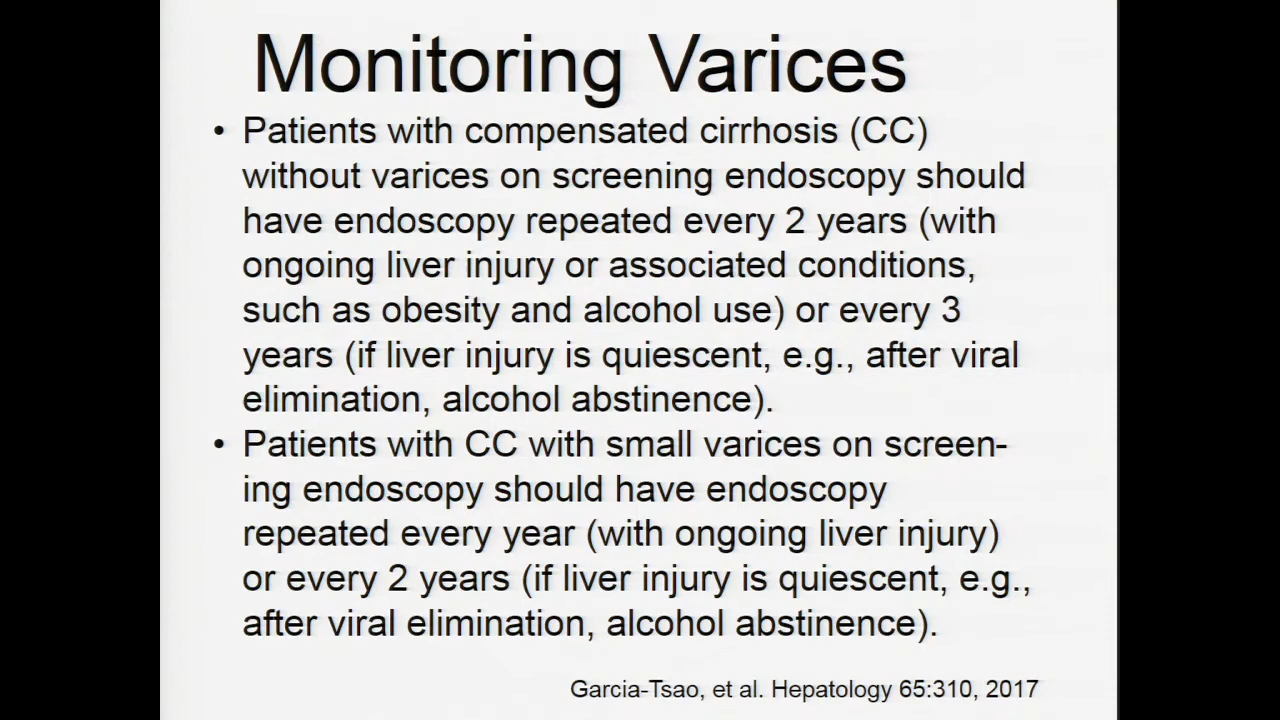 Monitoring Varices
• Patients with compensated cirrhosis (CC)
without varices on screening endoscopy should
have endoscopy repeated every 2 years (with
ongoing liver injury or associated conditions,
such as obesity and alcohol use) or every 3
years (if liver injury is quiescent, e.g., after viral
elimination, alcohol abstinence).
• Patients with CC with small varices on screen-
ing endoscopy should have endoscopy
repeated every year (with ongoing liver injury)
or every 2 years (if liver injury is quiescent, e.g.,
after viral elimination, alcohol abstinence).
Garcia-Tsao, et al. Hepatology 65:310, 2017